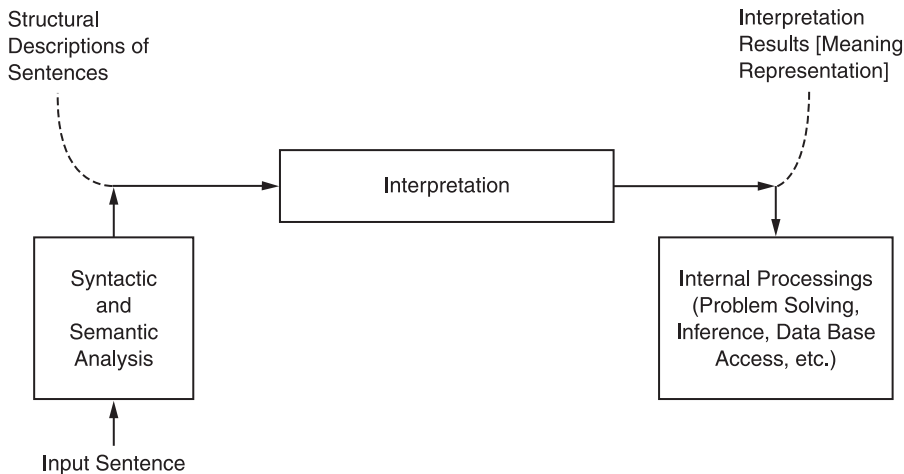 Structural
Descriptions of
Sentences
Interpretation
Results [Meaning
Representation]
Interpretation
Syntactic
and
Semantic
Analysis
Internal Processings
(Problem Solving,
Inference, Data Base
Access, etc.)
Input Sentence